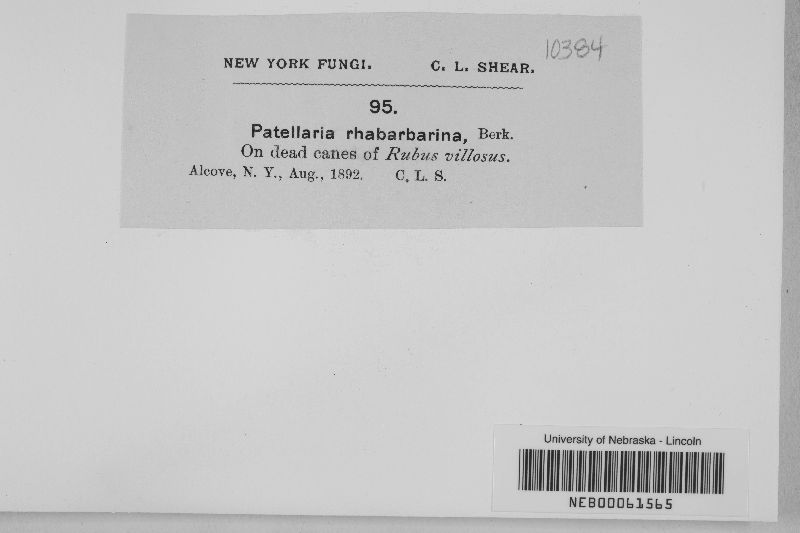 NEW YORK FUNGI. C. L. SHEAR.
10384
95.
Patellaria rhabarbarina, Berk.
On dead canes of Rubus villosus.
Alcove, N. Y., Aug., 1892. C. L. S.
University of Nebraska - Lincoln
NEB00061565